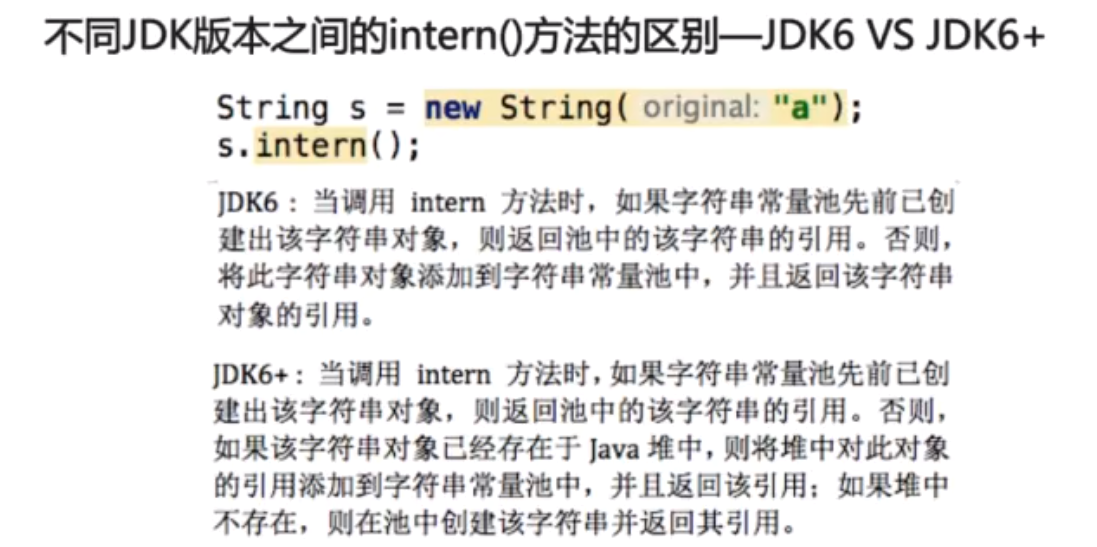 不同JDK版本之间的intern()方法的区别—JDK6 VS JDK6+
String s = new String( original: "a");
s.intern();
JDK6：当调用 intern 方法时，如果字符串常量池先前已创
建出该字符串对象，则返回池中的该字符串的引用。否则，
将此字符串对象添加到字符串常量池中，并且返回该字符串
对象的引用。
JDK6+：当调用 intern 方法时，如果字符串常量池先前已创
建出该字符串对象，则返回池中的该字符串的引用。否则，
如果该字符串对象已经存在于 Java 堆中，则将堆中对此对象
的引用添加到字符串常量池中，并且返回该引用；如果堆中
不存在，则在池中创建该字符串并返回其引用。